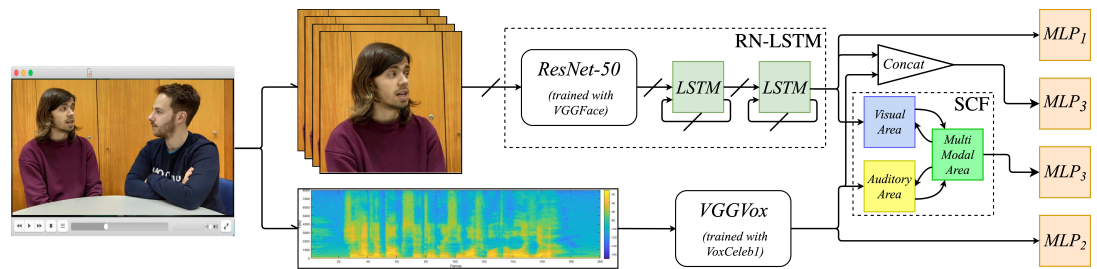 RN-LSTM
ResNet-50
(trained with
VGGFace)
LSTM
LSTM
Concat
MLP1
MLP3
SCF
Visual
Area
Multi
Modal
Area
Auditory
Area
MLP3
VGGVox
(trained with
VoxCeleb1)
MLP2
Frames